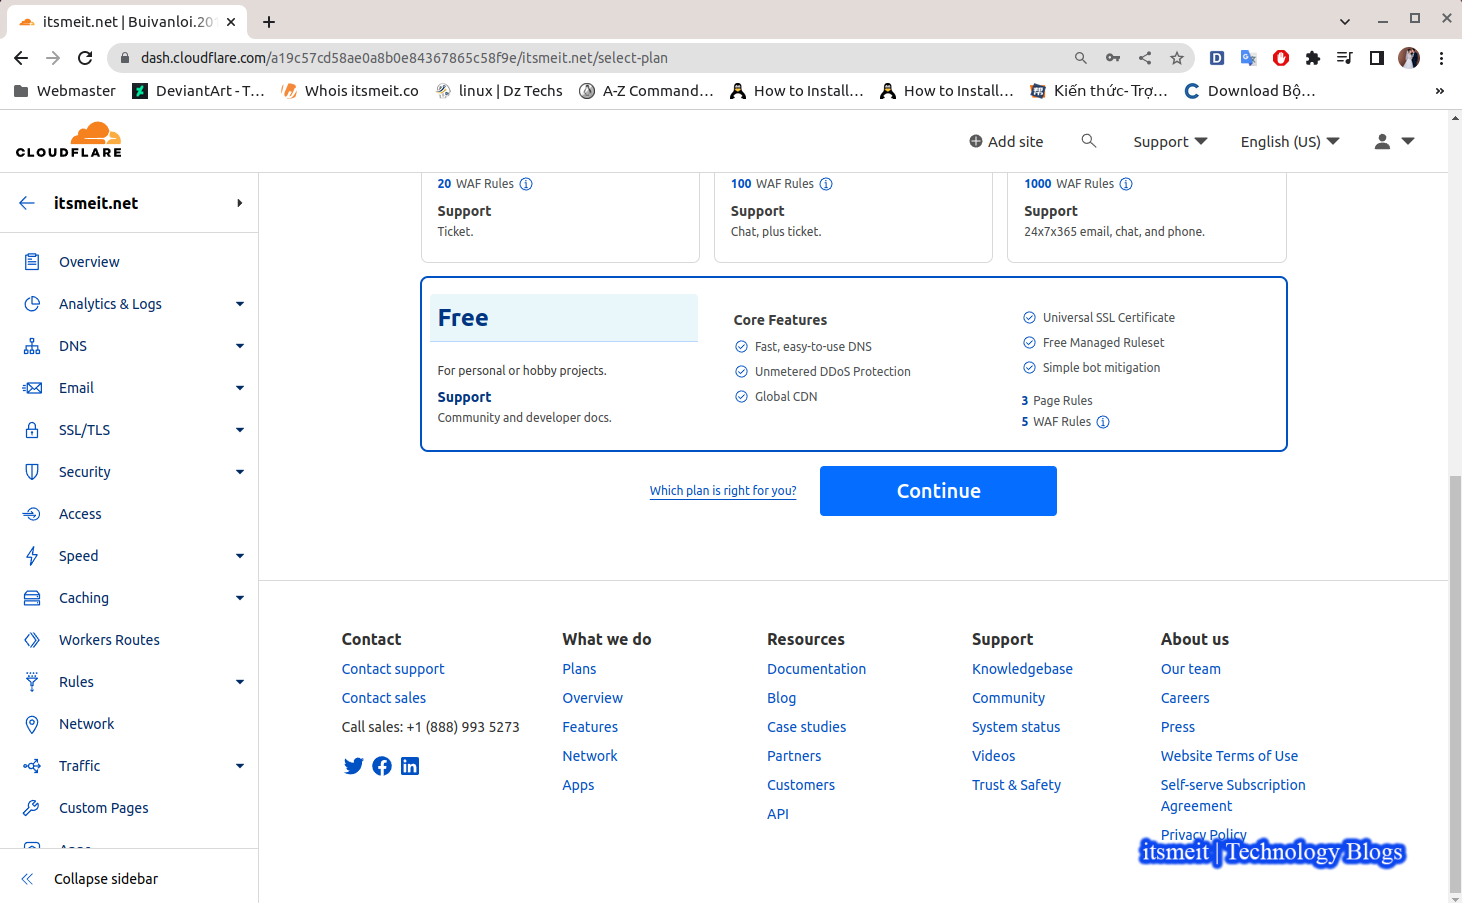 itsmeit.net | Buivanloi.20
dash.cloudflare.com/a19c57cd58ae0a8b0e84367865c58f9e/itsmeit.net/select-plan
Webmaster
DeviantArt - T...
Whois itsmeit.co
linux | Dz Techs
A-Z Command...
How to Install...
How to Install...
Kiến thức- Trợ...
Download Bộ...
»
CLOUDFLARE
Add site
Support
English (US)
itsmeit.net
Overview
Analytics & Logs
DNS
Email
SSL/TLS
Security
Access
Speed
Caching
Workers Routes
Rules
Network
Traffic
Custom Pages
Collapse sidebar
20 WAF Rules
Support
Ticket.
100 WAF Rules
Support
Chat, plus ticket.
1000 WAF Rules
Support
24x7x365 email, chat, and phone.
Free
For personal or hobby projects.
Support
Community and developer docs.
Core Features
Fast, easy-to-use DNS
Unmetered DDoS Protection
Global CDN
Universal SSL Certificate
Free Managed Ruleset
Simple bot mitigation
3 Page Rules
5 WAF Rules
Which plan is right for you?
Continue
Contact
Contact support
Contact sales
Call sales: +1 (888) 993 5273
What we do
Plans
Overview
Features
Network
Apps
Resources
Documentation
Blog
Case studies
Partners
Customers
API
Support
Knowledgebase
Community
System status
Videos
Trust & Safety
About us
Our team
Careers
Press
Website Terms of Use
Self-serve Subscription
Agreement
Privacy Policy
itsmeit | Technology Blogs